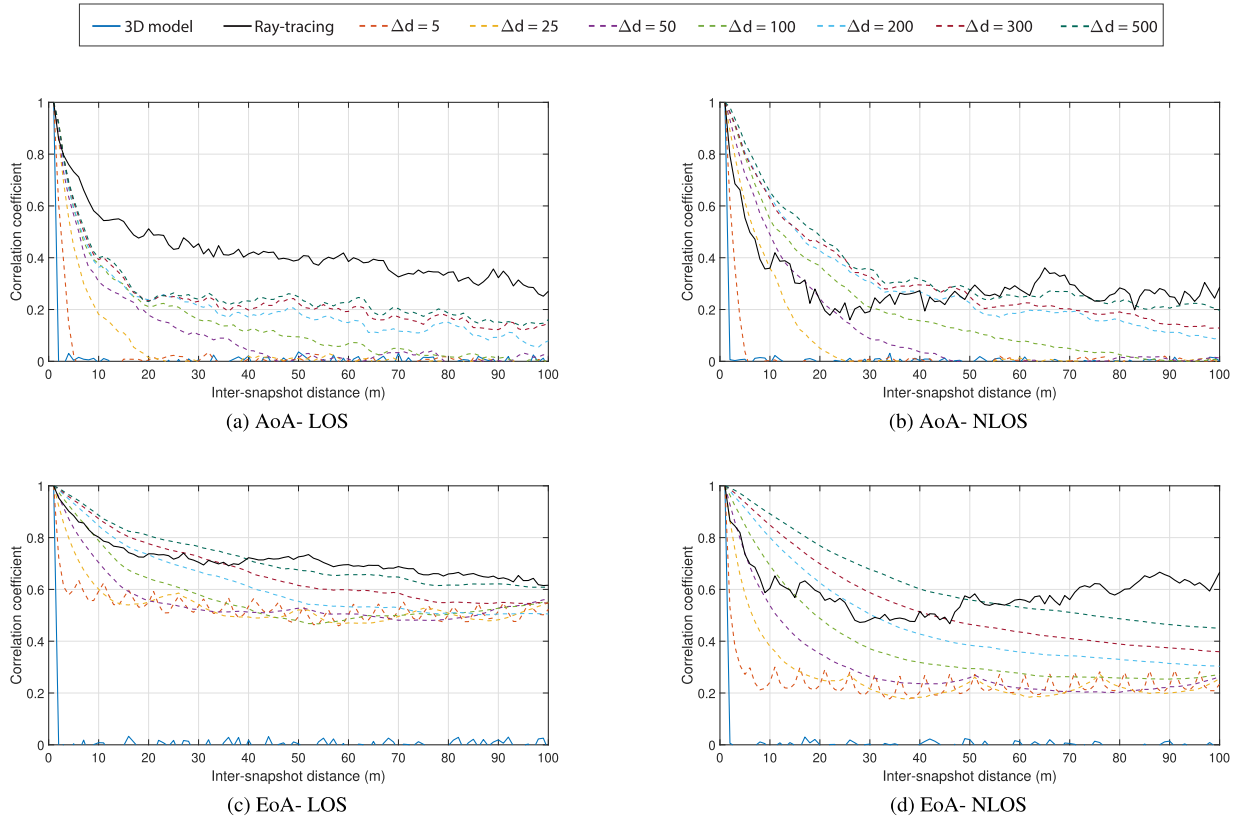 3D model Ray-tracing Δd = 5 Δd = 25 Δd = 50 Δd = 100 Δd = 200 Δd = 300 Δd = 500
1
0.8
0.6
0.4
0.2
0
Correlation coefficient
0 10 20 30 40 50 60 70 80 90 100
Inter-snapshot distance (m)
(a) AoA- LOS
1
0.8
0.6
0.4
0.2
0
Correlation coefficient
0 10 20 30 40 50 60 70 80 90 100
Inter-snapshot distance (m)
(b) AoA- NLOS
1
0.8
0.6
0.4
0.2
0
Correlation coefficient
0 10 20 30 40 50 60 70 80 90 100
Inter-snapshot distance (m)
(c) EoA- LOS
1
0.8
0.6
0.4
0.2
0
Correlation coefficient
0 10 20 30 40 50 60 70 80 90 100
Inter-snapshot distance (m)
(d) EoA- NLOS